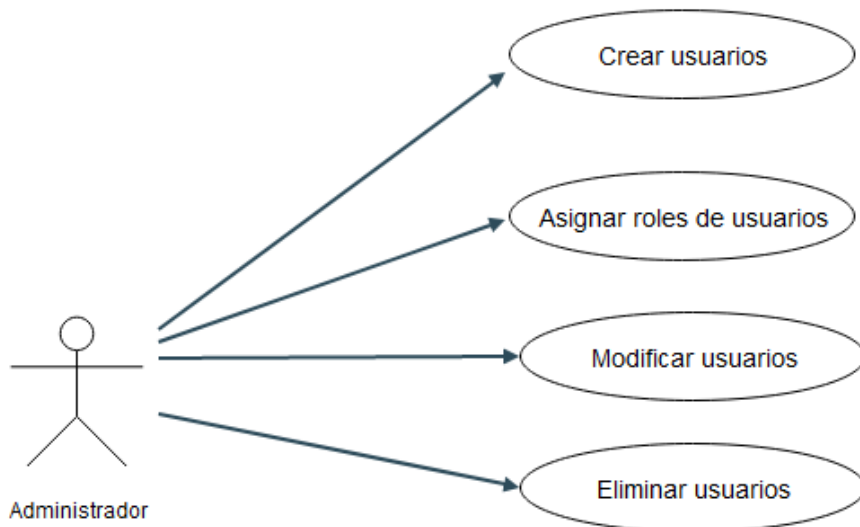 Crear usuarios
Asignar roles de usuarios
Modificar usuarios
Eliminar usuarios
Administrador